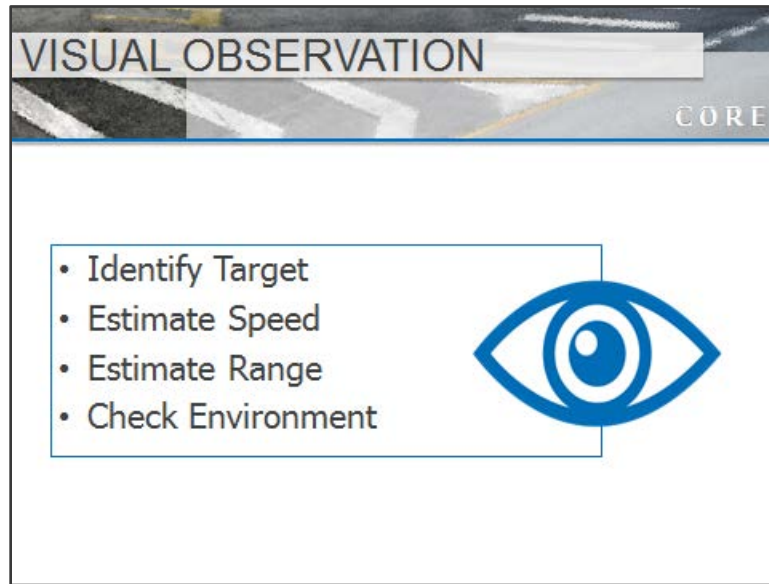 VISUAL OBSERVATION
CORE
• Identify Target
• Estimate Speed
• Estimate Range
• Check Environment